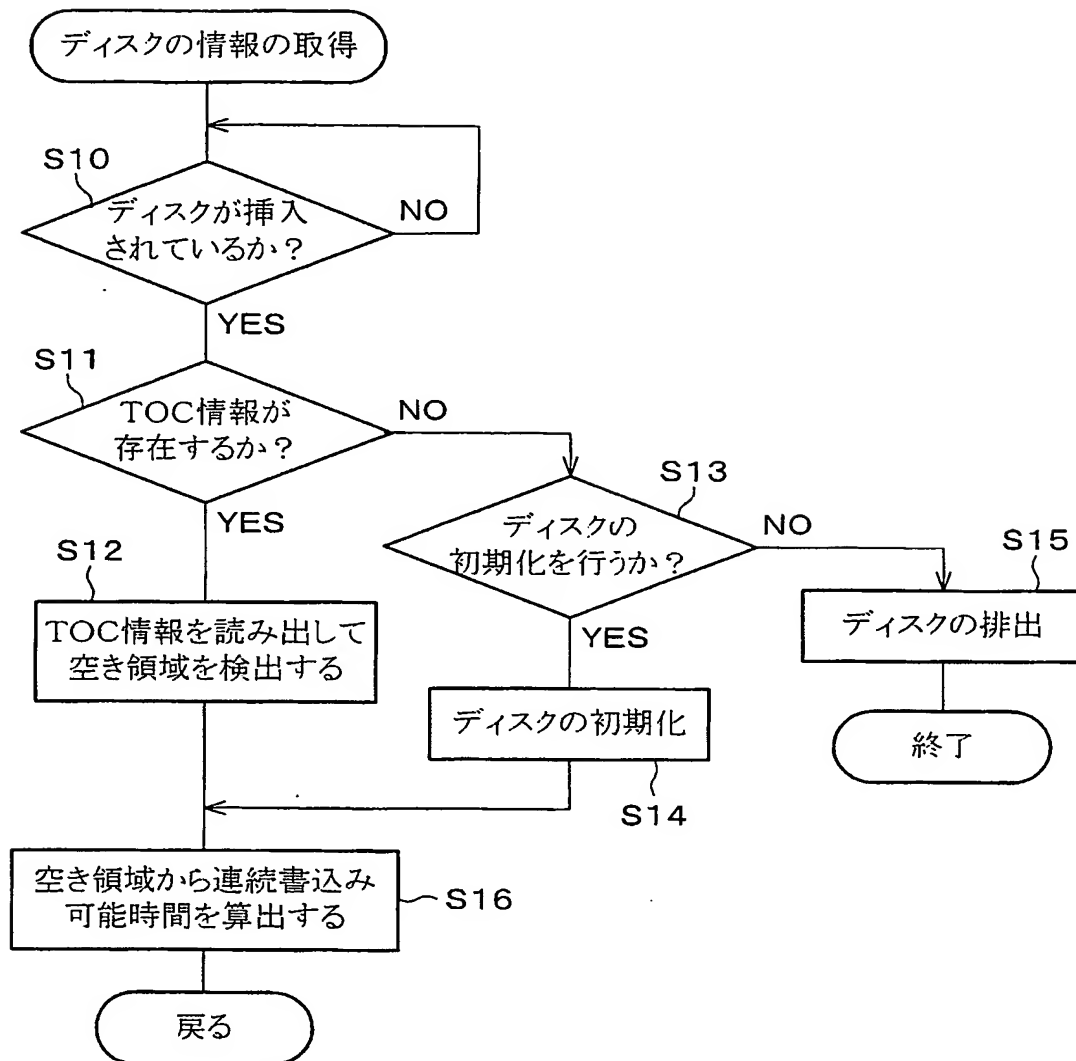 ディスクの情報の取得
S10
ディスクが挿入
されているか？
NO
YES
S11
TOC情報が
存在するか？
NO
YES
S13
ディスクの
初期化を行うか？
NO
YES
S12
TOC情報を読み出して
空き領域を検出する
S15
ディスクの排出
ディスクの初期化
S14
終了
空き領域から連続書込み
可能時間を算出する
S16
戻る